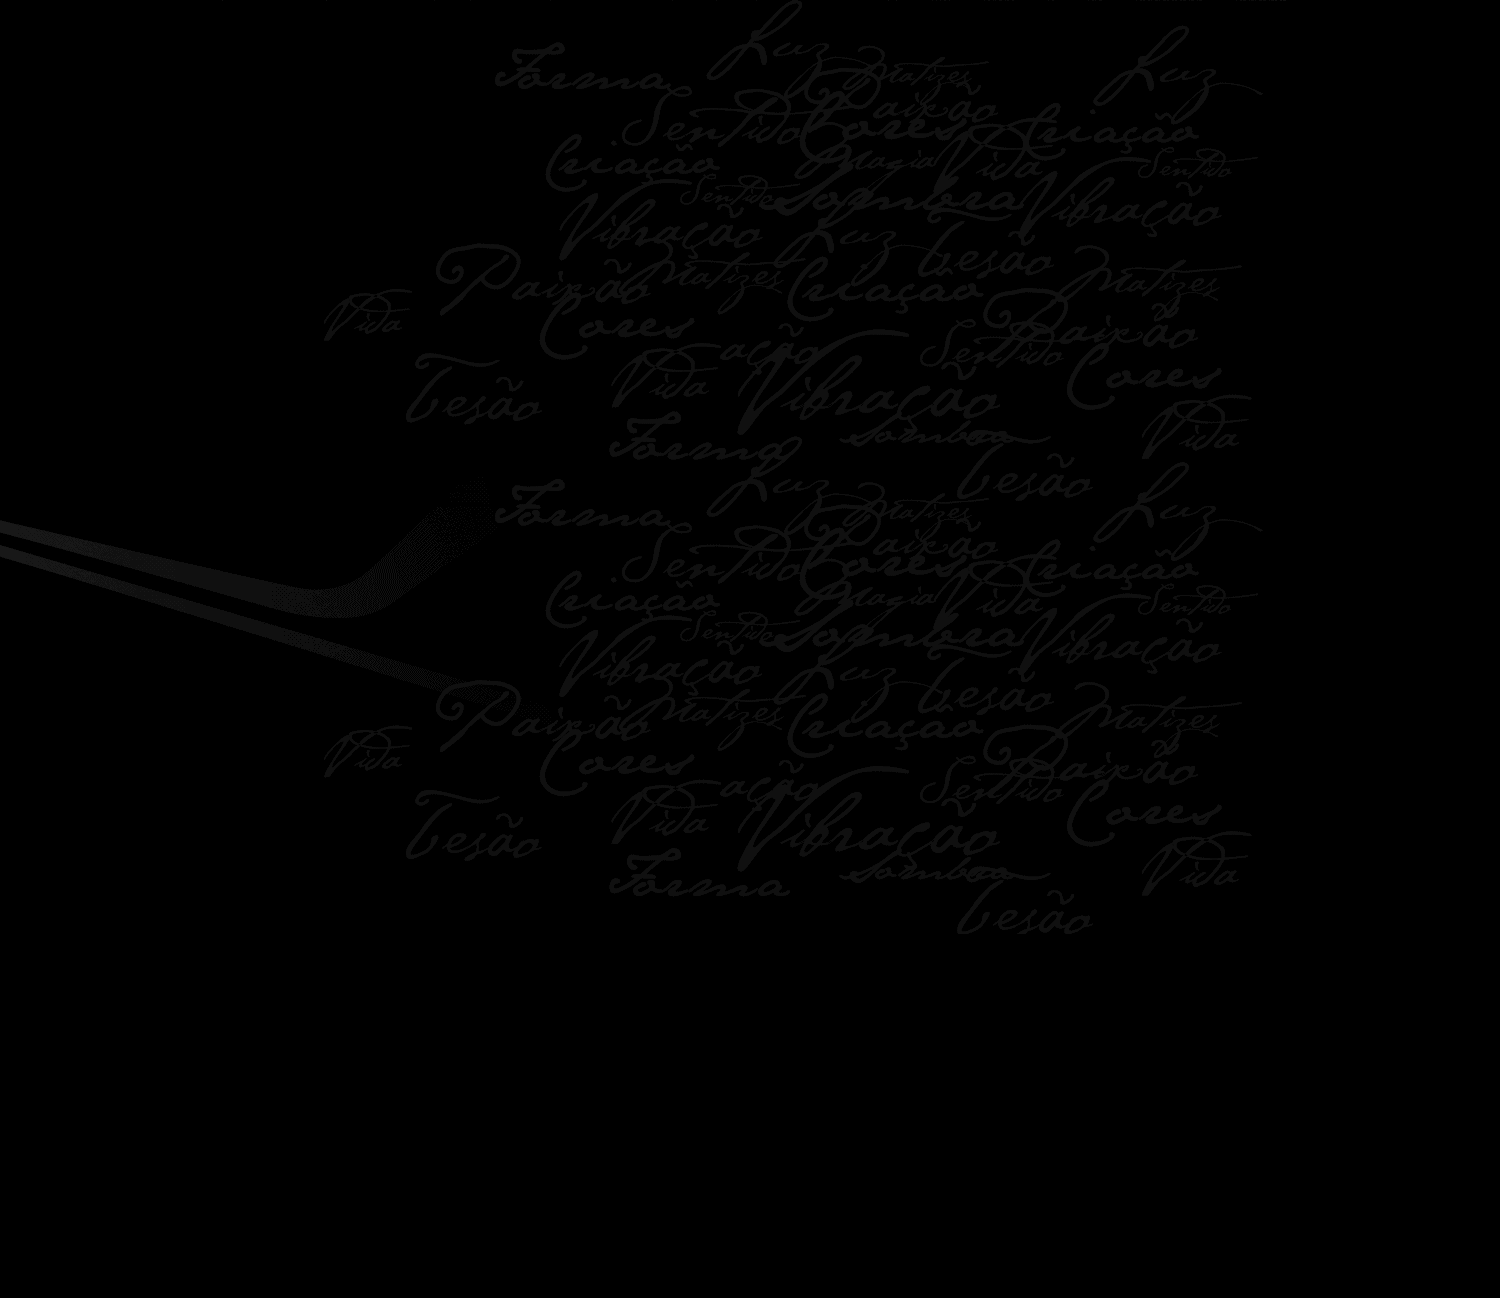 Luz
Forma Matizes Luz
Paixão
Sentido Cores Criação
Criação Magia Vida Sentido
Sentido Sombra Vibração
Vibração Luz Tesão
Paixão Matizes Criação Matizes
Vida Cores Paixão
ação Sentido
Tesão Vida Vibração Cores
Forma Sombra Vida
Luz Tesão Luz
Forma Matizes
Paixão
Sentido Cores Criação
Criação Magia Vida Sentido
Sentido Sombra Vibração
Vibração Luz Tesão
Paixão Matizes Criação Matizes
Vida Cores Paixão
ação Sentido
Tesão Vida Vibração Cores
Forma Sombra Vida
Tesão